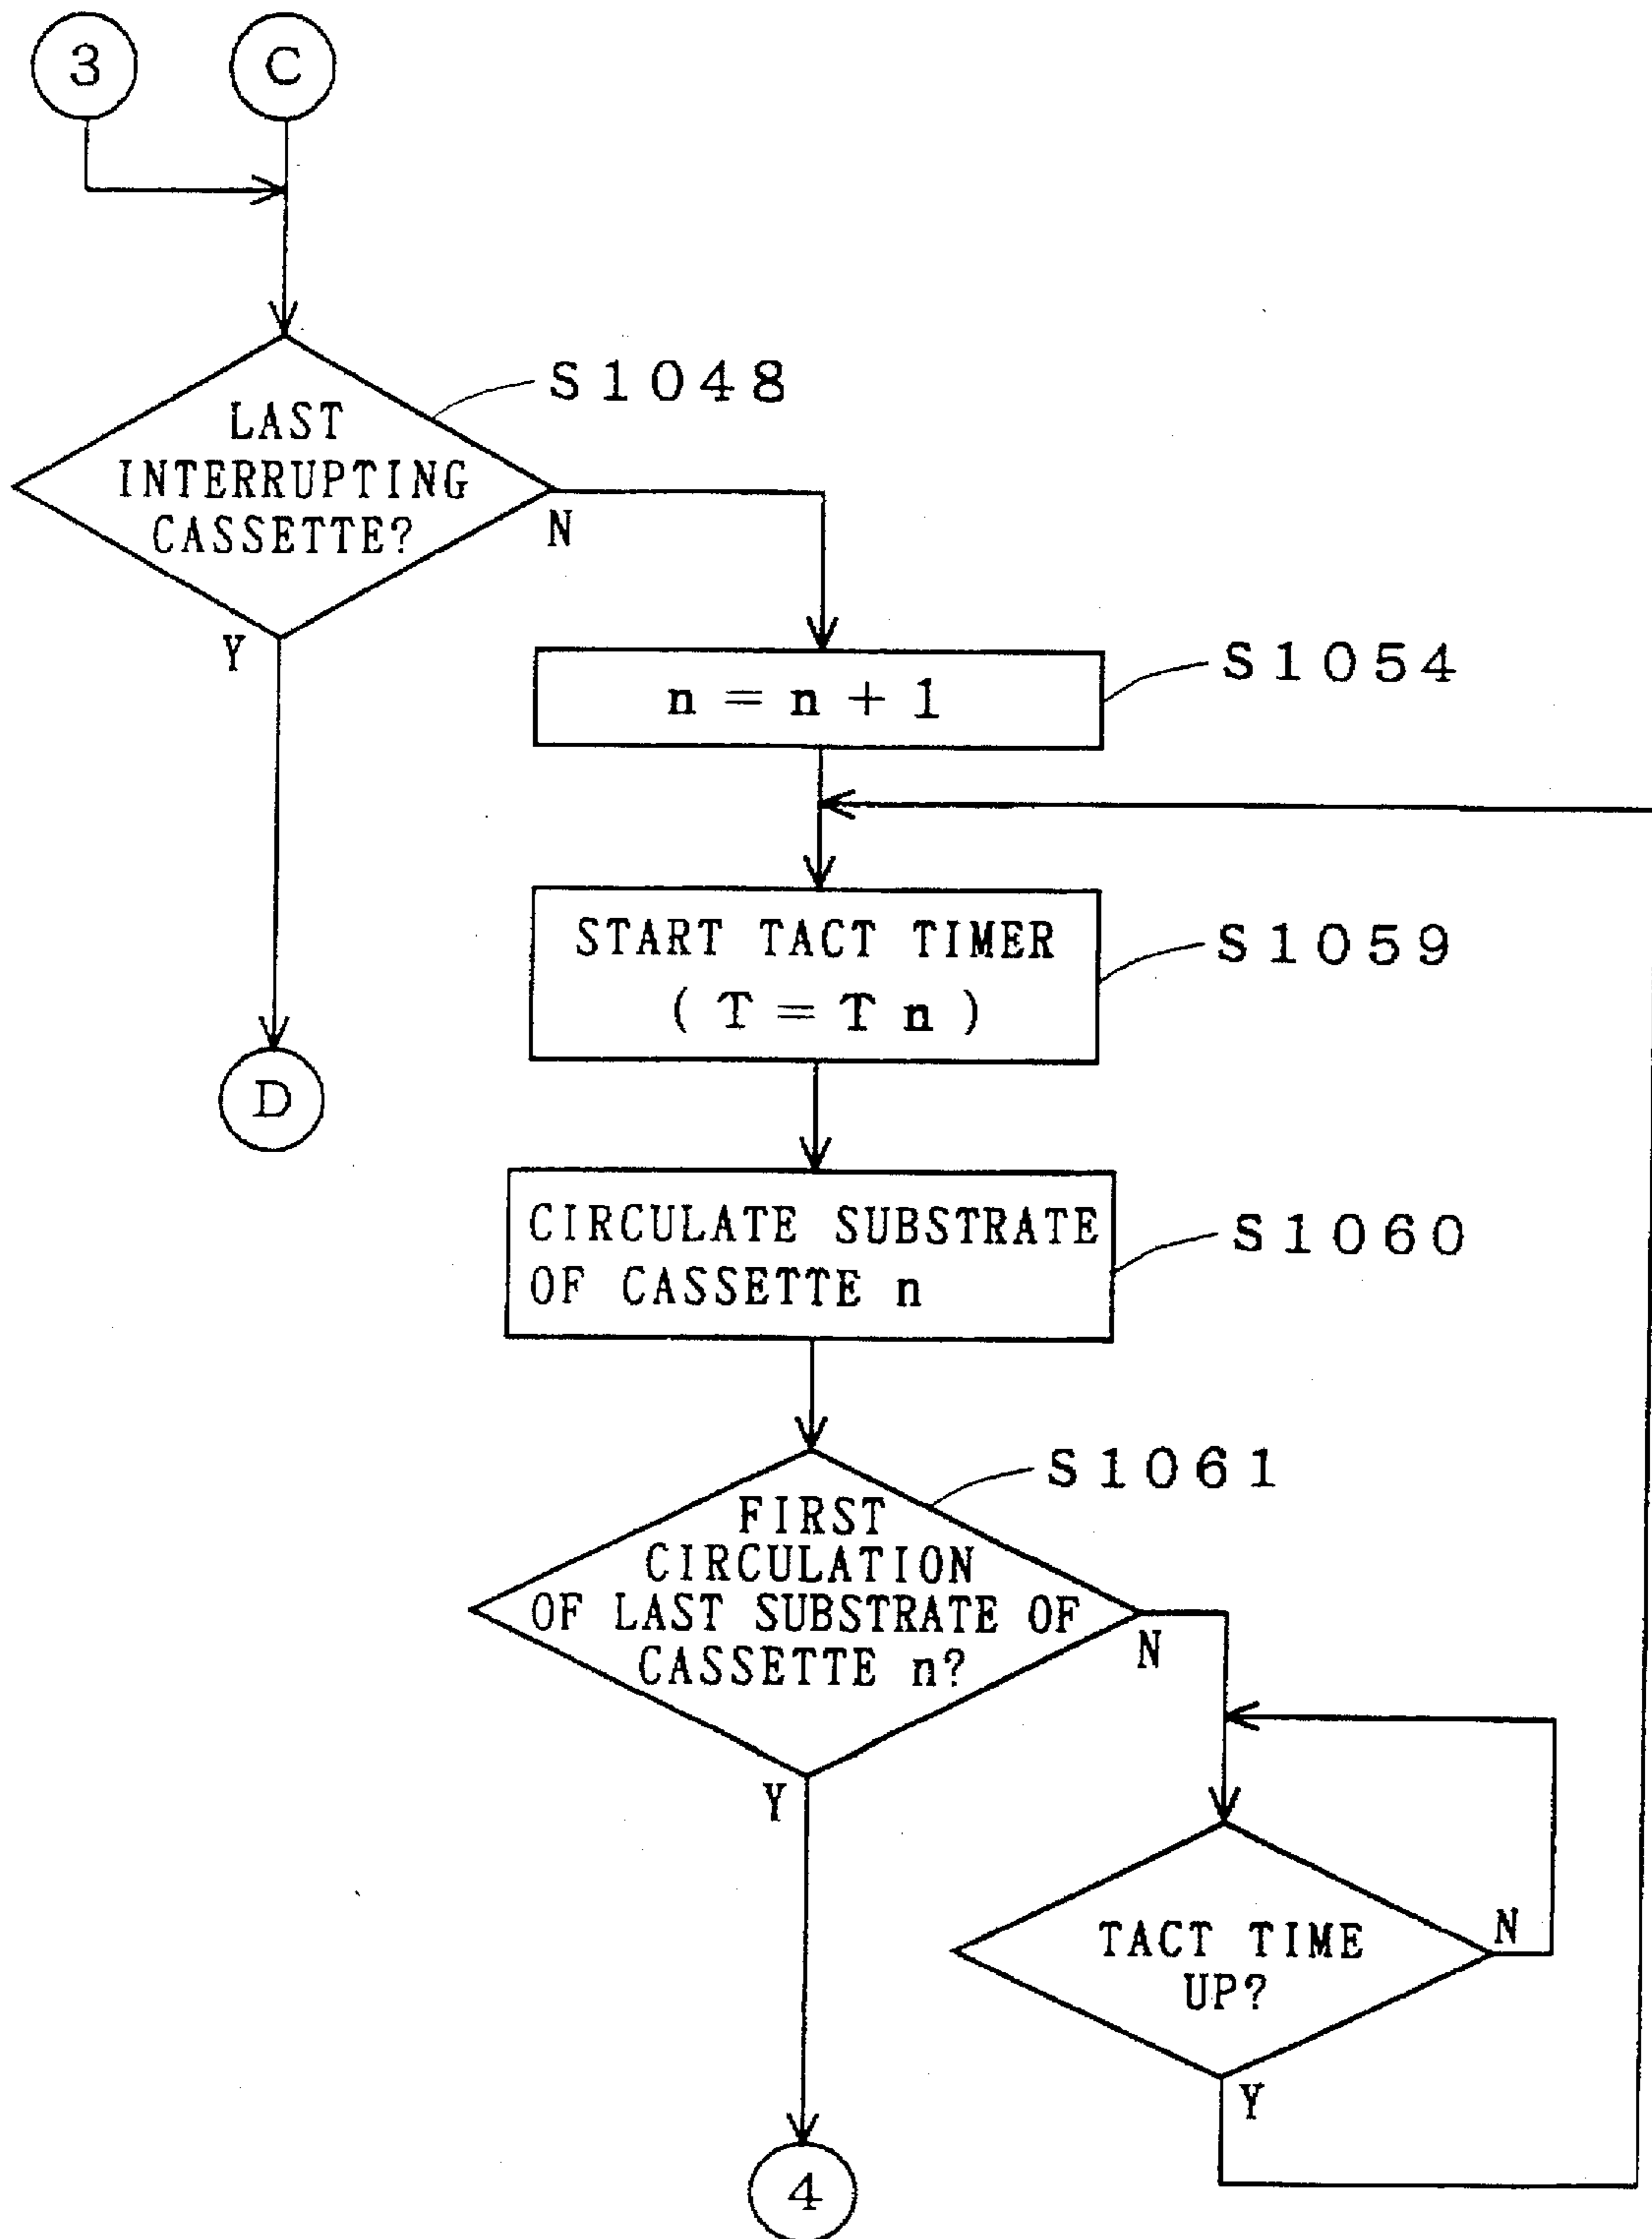 3
C
S1048
LAST
INTERRUPTING
CASSETTE?
N
Y
S1054
n = n + 1
START TACT TIMER
( T = T n )
S1059
D
CIRCULATE SUBSTRATE
OF CASSETTE n
S1060
S1061
FIRST
CIRCULATION
OF LAST SUBSTRATE OF
CASSETTE n?
N
Y
TACT TIME
UP?
N
Y
4